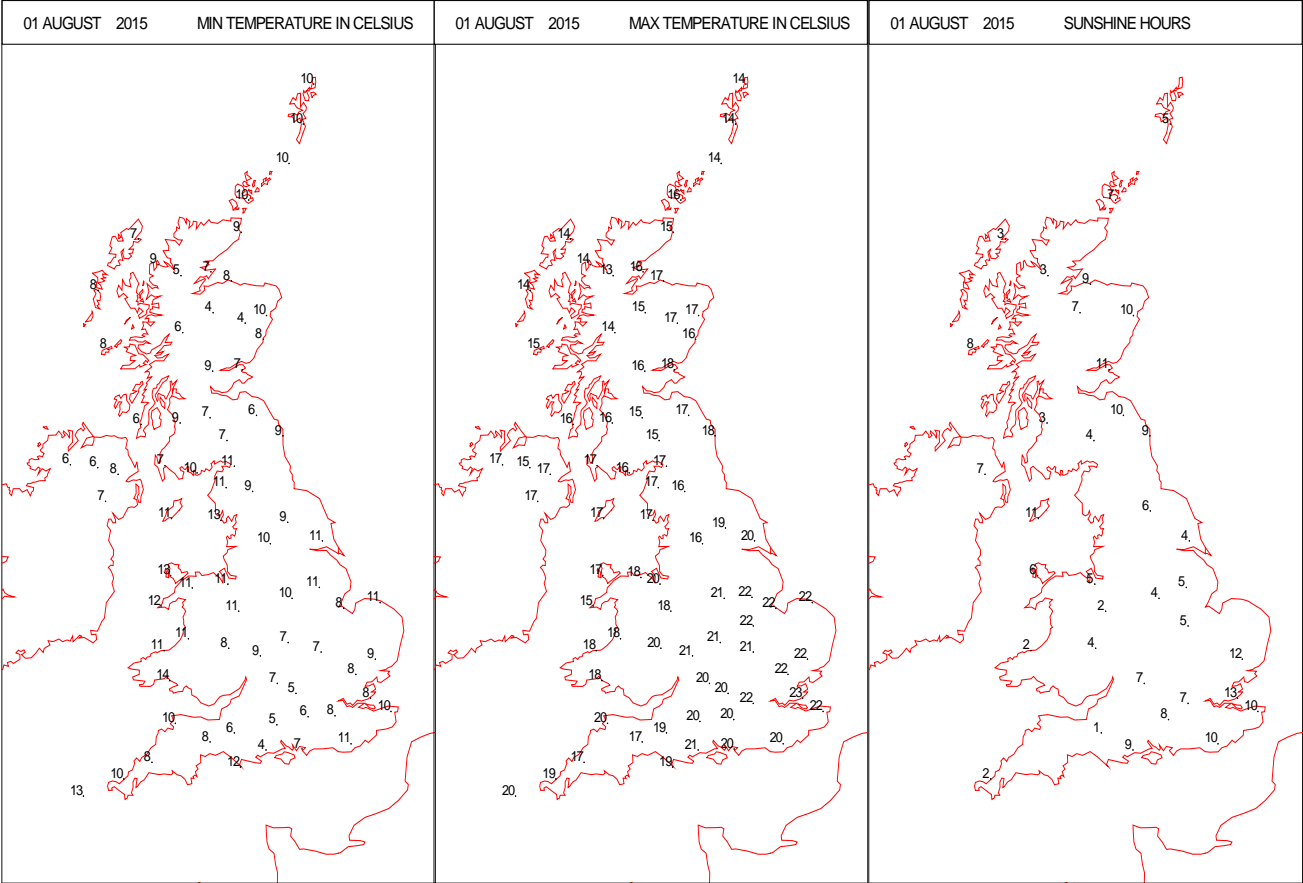 01 AUGUST 2015 MIN TEMPERATURE IN CELSIUS
10
10
10
10
9
7
9
5 7
8
8
4 10
4
6 8
8
9 7
7 6
6 9
7 9
6 6 8 7 10 11
7 11 9
11 13 9
10 11
13 11 11 11
10
12 11 8 11
11 11 8 7 7
9 9
14 7 8
5 8
10 5 6 8 10
8 6 4 7 11
8 12
10
13
01 AUGUST 2015 MAX TEMPERATURE IN CELSIUS
14
14
14
16
15
14
14
13 16
17
14
15 17
17
14 16
15
16 18
15 17
16 16
15 18
17 15 17 17 16 17
17 17 16
17 17 19
16 20
17 18 20
21 22
15 18 22 22
22
18 18 20 21 21
21 22
18 20 22
20 22 23
20 20 20 22
17 19 21 20 20
17 19
19
20
01 AUGUST 2015 SUNSHINE HOURS
5
7
3
3 9
7 10
8
11
3 10
4 9
7
11 6
4
6 5 5
4
2 5
2 4 12
7
7 13
8 10
1 9 10
2